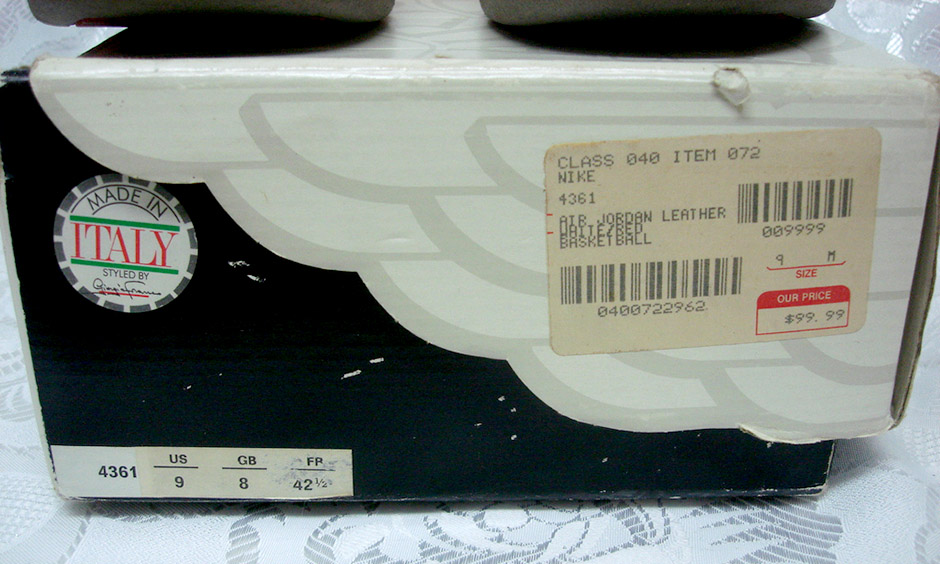 CLASS 040 ITEM 072
NIKE
4361
AIR JORDAN LEATHER
WHITE/RED
BASKETBALL
009999
9 M
SIZE
0400722962
OUR PRICE
$99.99
MADE IN
ITALY
STYLED BY
4361
US
9
GB
8
FR
42½